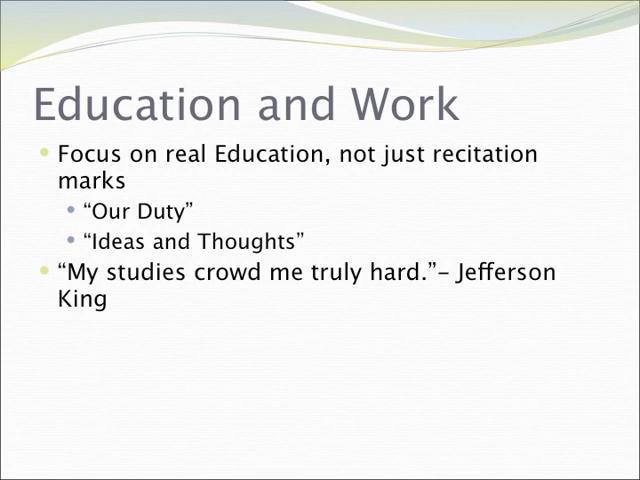 Education and Work
• Focus on real Education, not just recitation
marks
• “Our Duty”
• “Ideas and Thoughts”
• “My studies crowd me truly hard.”– Jefferson
King